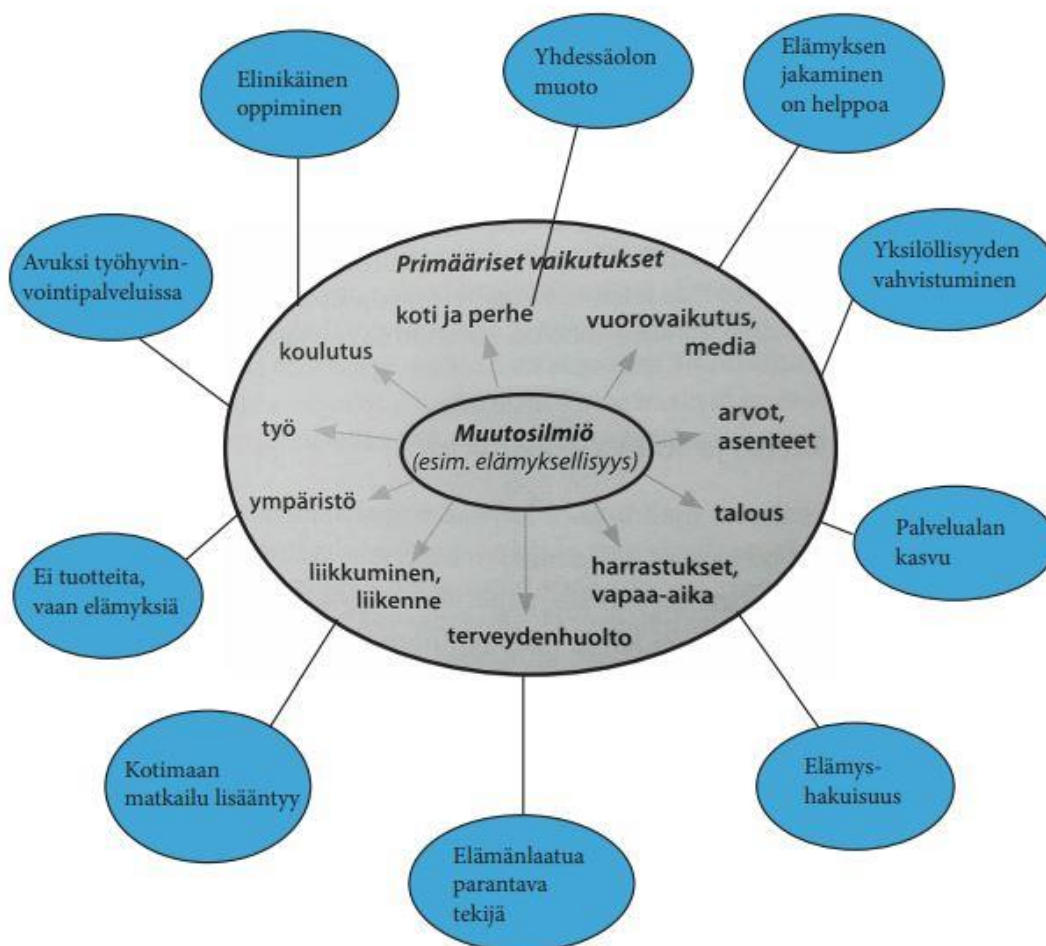 Elinikäinen
oppiminen
Yhdessäolon
muoto
Elämyksen
jakaminen
on helppoa
Avuksi työhyvin-
vointipalveluissa
Yksilöllisyyden
vahvistuminen
Primääriset vaikutukset
koti ja perhe
vuorovaikutus,
media
koulutus
arvot,
asenteet
työ
Muutosilmiö
(esim. elämyksellisyys)
ympäristö
talous
liikkuminen,
liikenne
harrastukset,
vapaa-aika
terveydenhuolto
Ei tuotteita,
vaan elämyksiä
Palvelualan
kasvu
Kotimaan
matkailu lisääntyy
Elämys-
hakuisuus
Elämänlaatua
parantava
tekijä